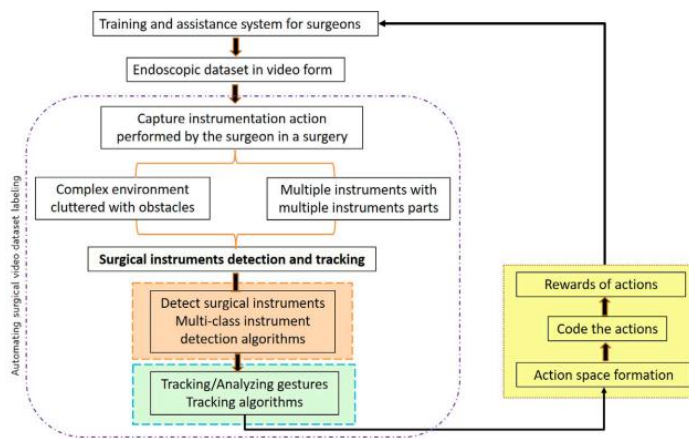 Training and assistance system for surgeons
Endoscopic dataset in video form
Capture instrumentation action
performed by the surgeon in a surgery
Complex environment
cluttered with obstacles
Multiple instruments with
multiple instruments parts
Surgical instruments detection and tracking
Detect surgical instruments
Multi-class instrument
detection algorithms
Tracking/Analyzing gestures
Tracking algorithms
Automating surgical video dataset labeling
Rewards of actions
Code the actions
Action space formation